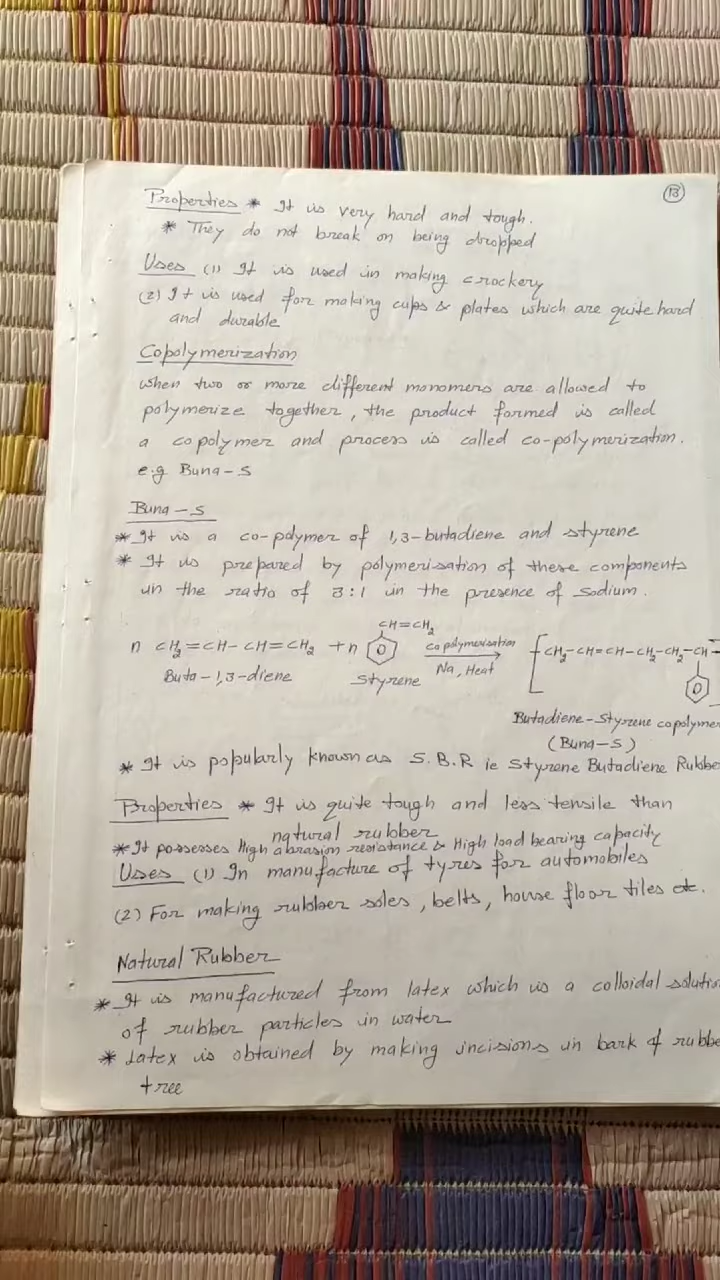 13
Properties * It is very hard and tough.
* They do not break on being dropped
Uses (1) It is used in making crockery
(2) It is used for making cups & plates which are quite hard
and durable
Copolymerization
when two or more different monomers are allowed to
polymerize together, the product formed is called
a copolymer and process is called co-polymerization.
e.g Buna-s
Buna-s
* It is a co-polymer of 1,3-butadiene and styrene
* It is prepared by polymerisation of these components
in the ratio of 3:1 in the presence of sodium.
CH=CH₂
n CH₂=CH-CH=CH₂ + n copolymerisation [CH₂-CH=CH-CH₂-CH₂-CH
Na, Heat
Buta-1,3-diene Styrene
Butadiene-Styrene copolymer
(Buna-S)
* It is popularly known as S.B.R ie Styrene Butadiene Rubber
Properties * It is quite tough and less tensile than
natural rubber
* It possesses High abrasion resistance & High load bearing capacity
Uses (1) In manufacture of tyres for automobiles
(2) For making rubber soles, belts, house floor tiles etc.
Natural Rubber
* It is manufactured from latex which is a colloidal solution
of rubber particles in water
* Latex is obtained by making incisions in bark of rubber
tree